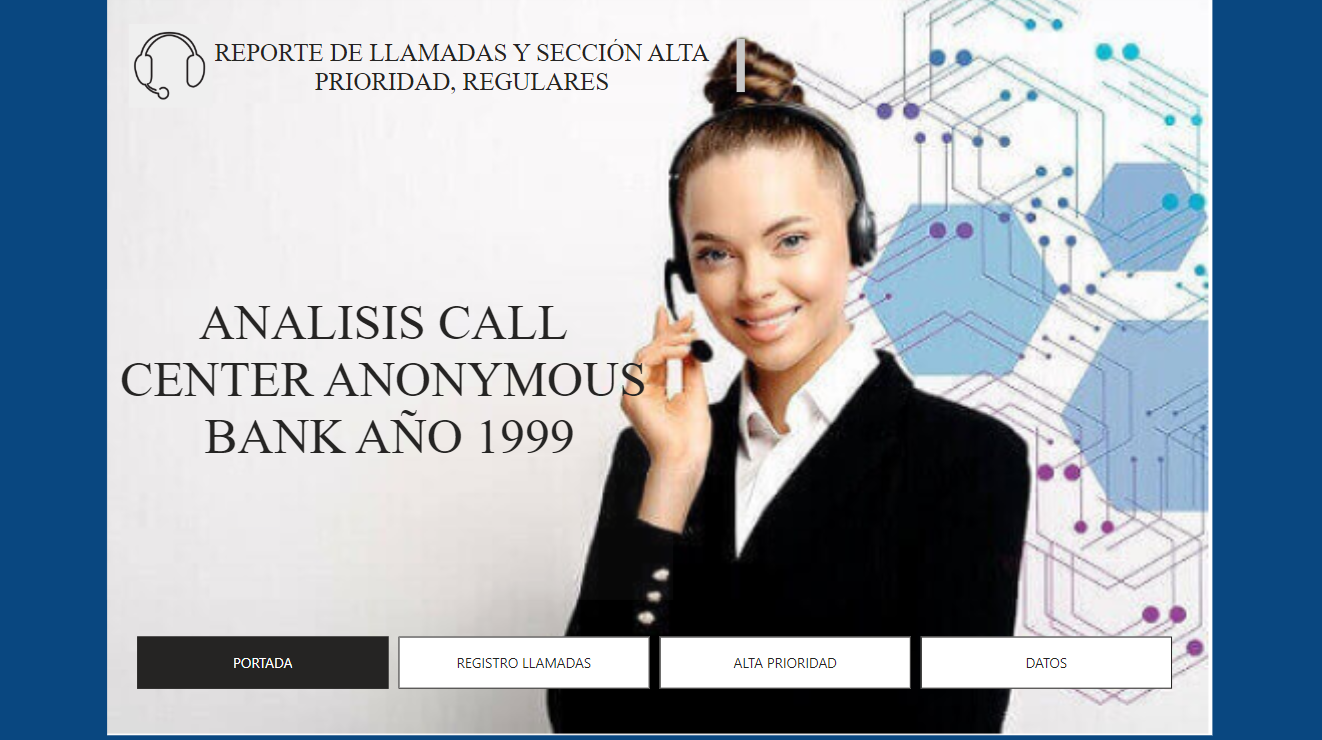 REPORTE DE LLAMADAS Y SECCIÓN ALTA
PRIORIDAD, REGULARES
ANALISIS CALL
CENTER ANONYMOUS
BANK AÑO 1999
PORTADA
REGISTRO LLAMADAS
ALTA PRIORIDAD
DATOS